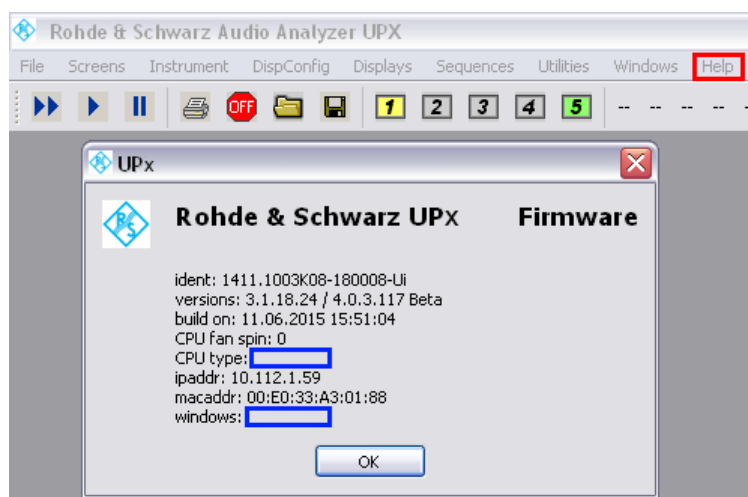 Rohde & Schwarz Audio Analyzer UPX
File Screens Instrument DispConfig Displays Sequences Utilities Windows Help
OFF 1 2 3 4 5 -- -- -- --
UPx
R&S Rohde & Schwarz UPX Firmware
ident: 1411.1003K08-180008-Ui
versions: 3.1.18.24 / 4.0.3.117 Beta
build on: 11.06.2015 15:51:04
CPU fan spin: 0
CPU type:
ipaddr: 10.112.1.59
macaddr: 00:E0:33:A3:01:88
windows:
OK